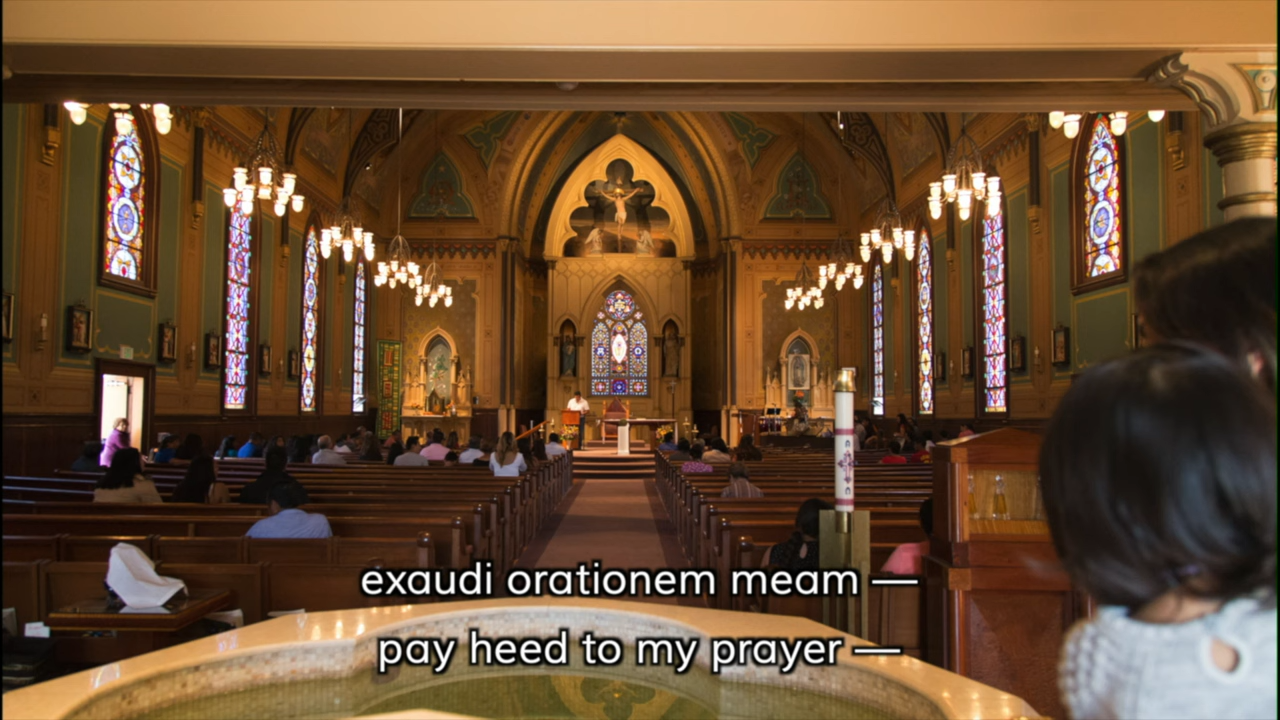 exaudi orationem meam —
pay heed to my prayer —